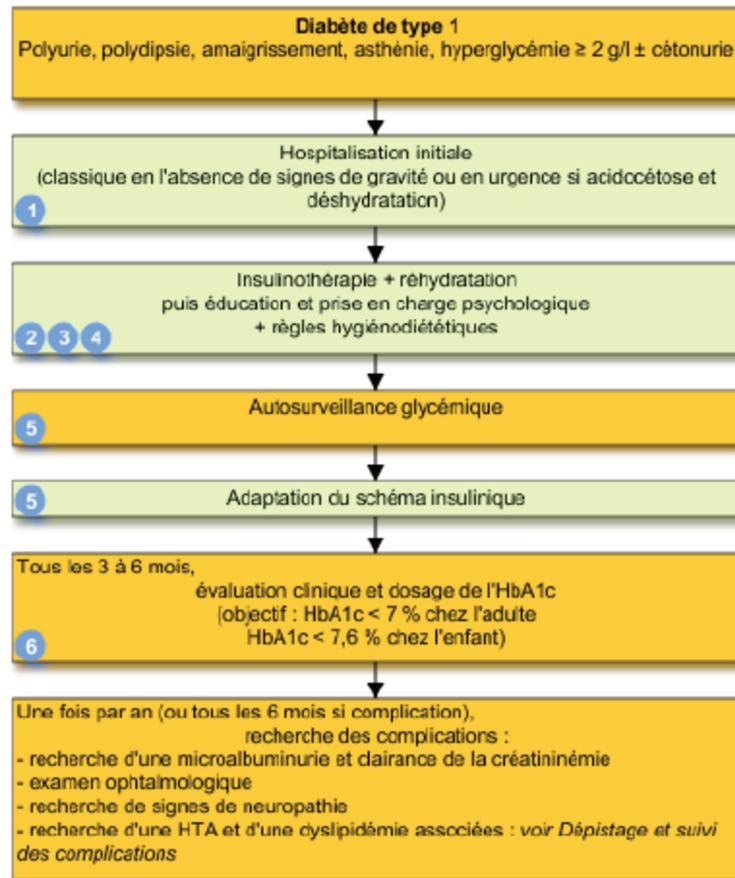 Diabète de type 1
Polyurie, polydipsie, amaigrissement, asthénie, hyperglycémie ≥ 2 g/l ± cétonurie
Hospitalisation initiale
(classique en l'absence de signes de gravité ou en urgence si acidocétose et
déshydratation)
1
Insulinothérapie + réhydratation
puis éducation et prise en charge psychologique
+ règles hygiénodiététiques
2 3 4
Autosurveillance glycémique
5
Adaptation du schéma insulinique
5
Tous les 3 à 6 mois,
évaluation clinique et dosage de l'HbA1c
(objectif : HbA1c < 7 % chez l'adulte
HbA1c < 7,6 % chez l'enfant)
6
Une fois par an (ou tous les 6 mois si complication),
recherche des complications :
- recherche d'une microalbuminurie et clairance de la créatininémie
- examen ophtalmologique
- recherche de signes de neuropathie
- recherche d'une HTA et d'une dyslipidémie associées : voir Dépistage et suivi
des complications